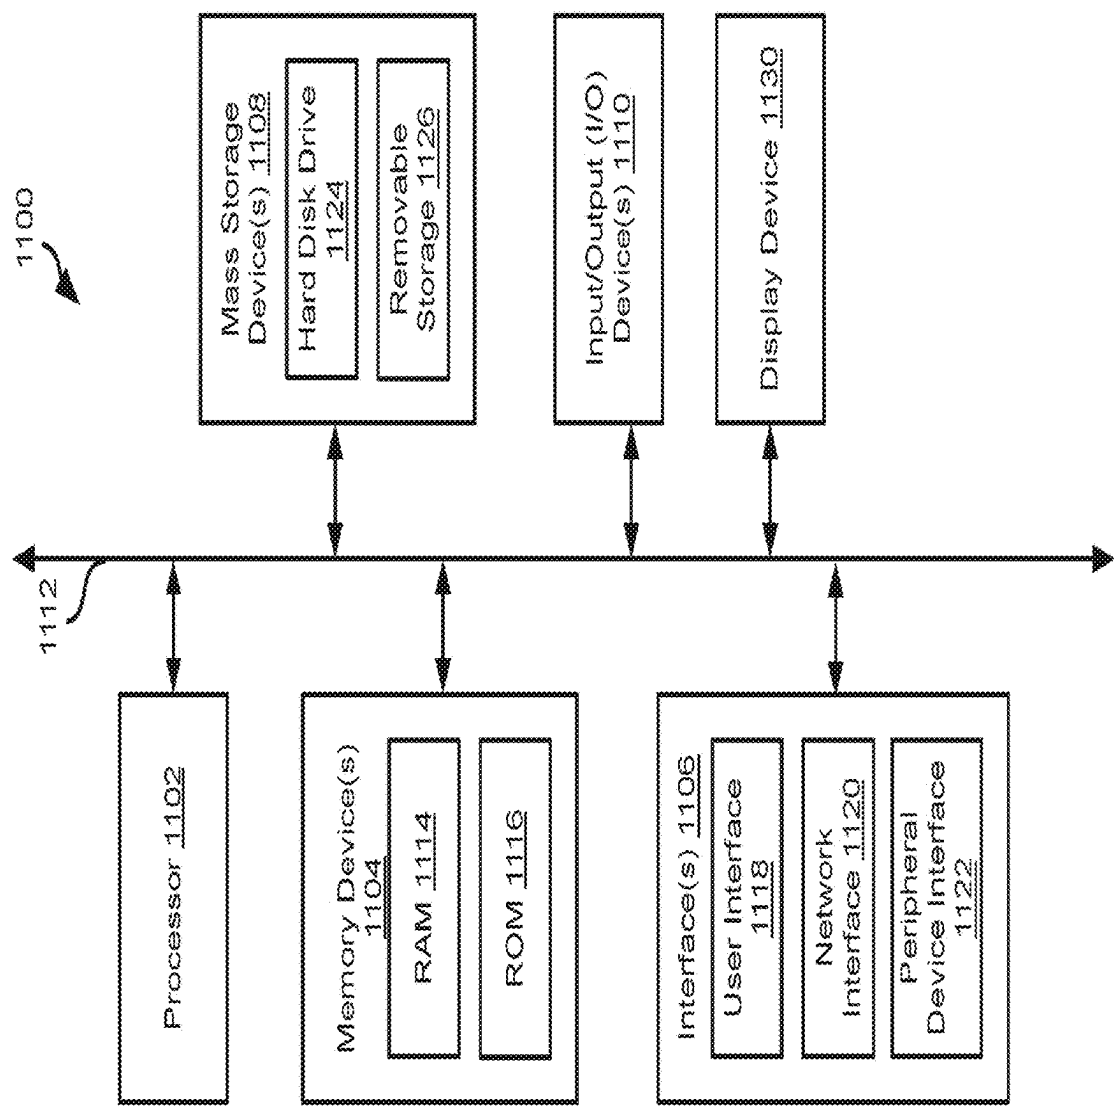 1100
1112
Processor 1102
Memory Device(s)
1104
RAM 1114
ROM 1116
Interface(s) 1106
User Interface
1118
Network
Interface 1120
Peripheral
Device Interface
1122
Mass Storage
Device(s) 1108
Hard Disk Drive
1124
Removable
Storage 1126
Input/Output (I/O)
Device(s) 1110
Display Device 1130